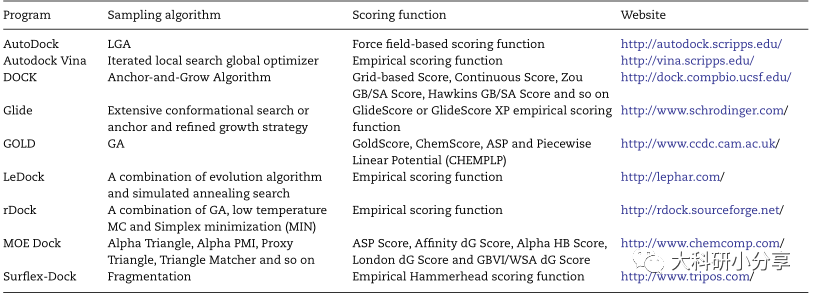 Program Sampling algorithm Scoring function Website
AutoDock LGA Force field-based scoring function http://autodock.scripps.edu/
Autodock Vina Iterated local search global optimizer Empirical scoring function http://vina.scripps.edu/
DOCK Anchor-and-Grow Algorithm Grid-based Score, Continuous Score, Zou http://dock.compbio.ucsf.edu/
GB/SA Score, Hawkins GB/SA Score and so on
Glide Extensive conformational search or GlideScore or GlideScore XP empirical scoring http://www.schrodinger.com/
anchor and refined growth strategy function
GOLD GA GoldScore, ChemScore, ASP and Piecewise http://www.ccdc.cam.ac.uk/
Linear Potential (CHEMPLP)
LeDock A combination of evolution algorithm Empirical scoring function http://lephar.com/
and simulated annealing search
rDock A combination of GA, low temperature Empirical scoring function http://rdock.sourceforge.net/
MC and Simplex minimization (MIN)
MOE Dock Alpha Triangle, Alpha PMI, Proxy ASP Score, Affinity dG Score, Alpha HB Score, http://www.chemcomp.com/
Triangle, Triangle Matcher and so on London dG Score and GBVI/WSA dG Score
大科研小分享
Surflex-Dock Fragmentation Empirical Hammerhead scoring function http://www.tripos.com/